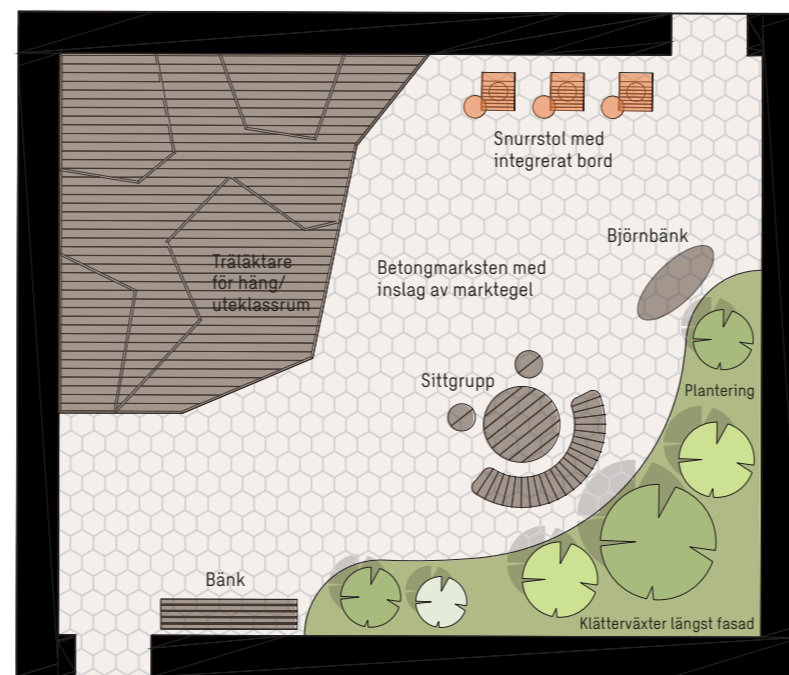 Snurrstol med
integrerat bord
Björnbänk
Träläktare
för häng/
uteklassrum
Betongmarksten med
inslag av marktegel
Sittgrupp
Plantering
Bänk
Klätterväxter längst fasad